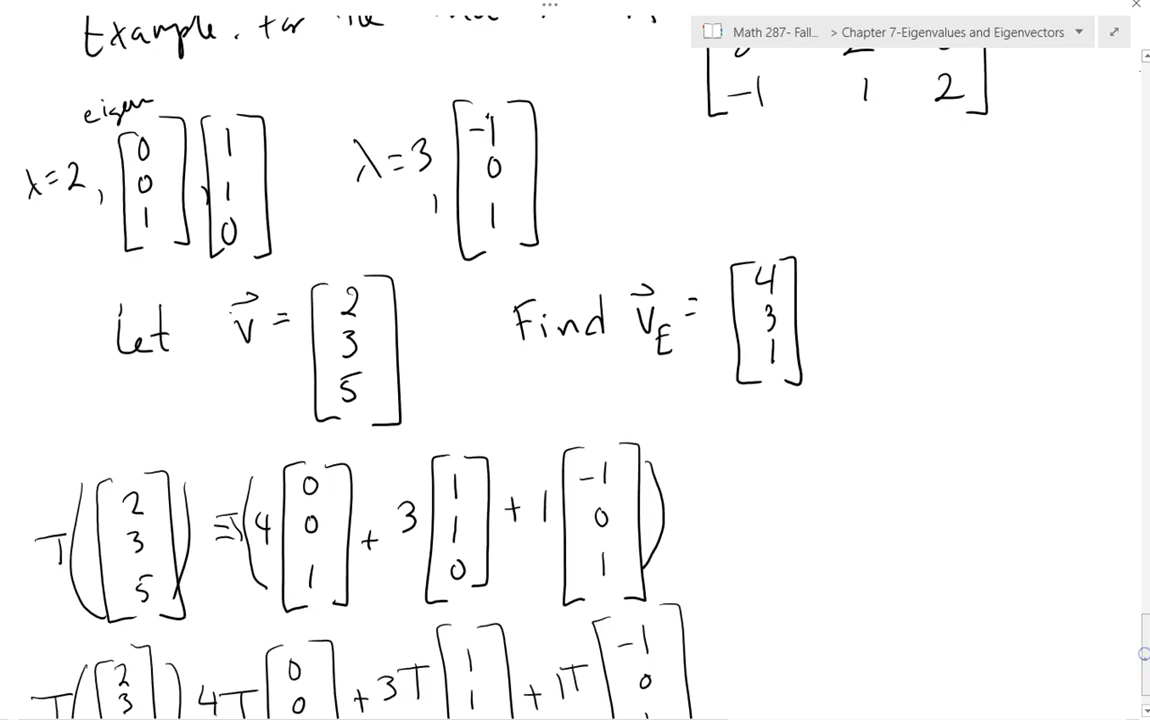 Example. for the
Math 287- Fall... > Chapter 7-Eigenvalues and Eigenvectors
-1 1 2
eigen
λ=2, [0 0 1], [1 1 0] λ=3, [-1 0 1]
Let v⃗ = [2 3 5] Find v⃗_E = [4 3 1]
T([2 3 5]) = T(4[0 0 1] + 3[1 1 0] + 1[-1 0 1])
T([2 3]) 4T[0 0 + 3T[1 1 + 1T[-1 0